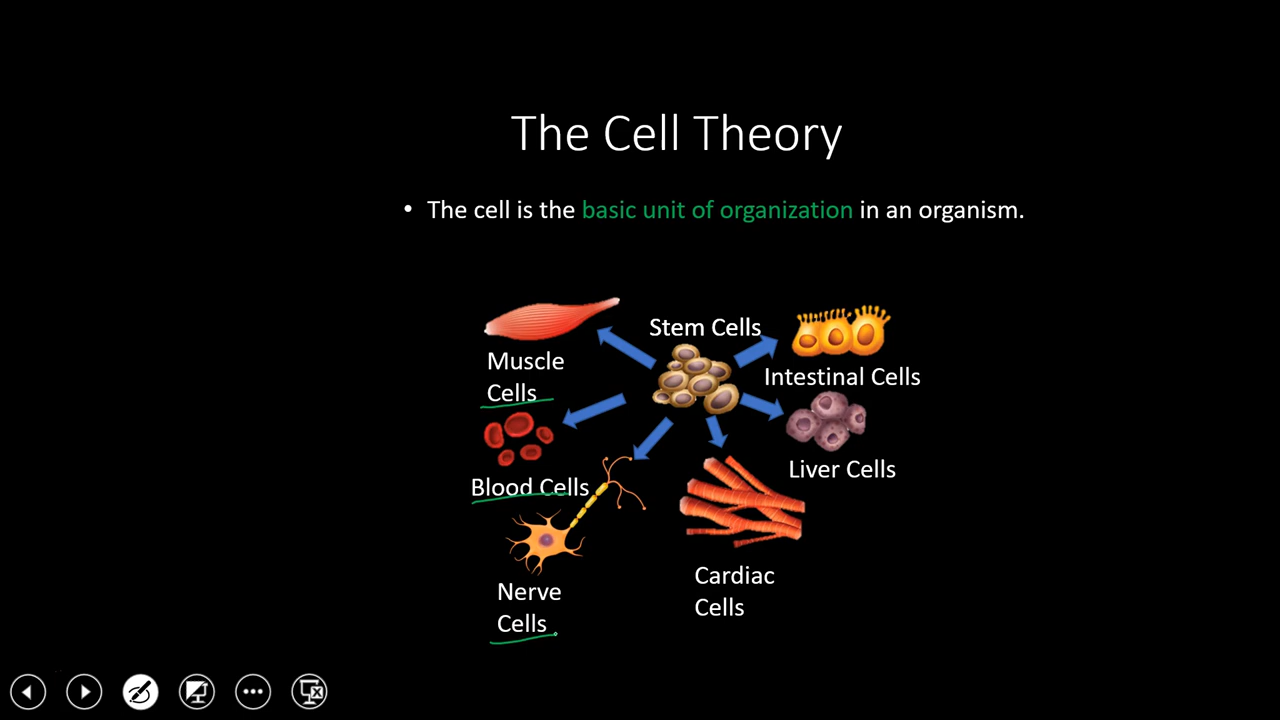 The Cell Theory
• The cell is the basic unit of organization in an organism.
Stem Cells
Muscle
Cells
Intestinal Cells
Blood Cells
Liver Cells
Nerve
Cells
Cardiac
Cells